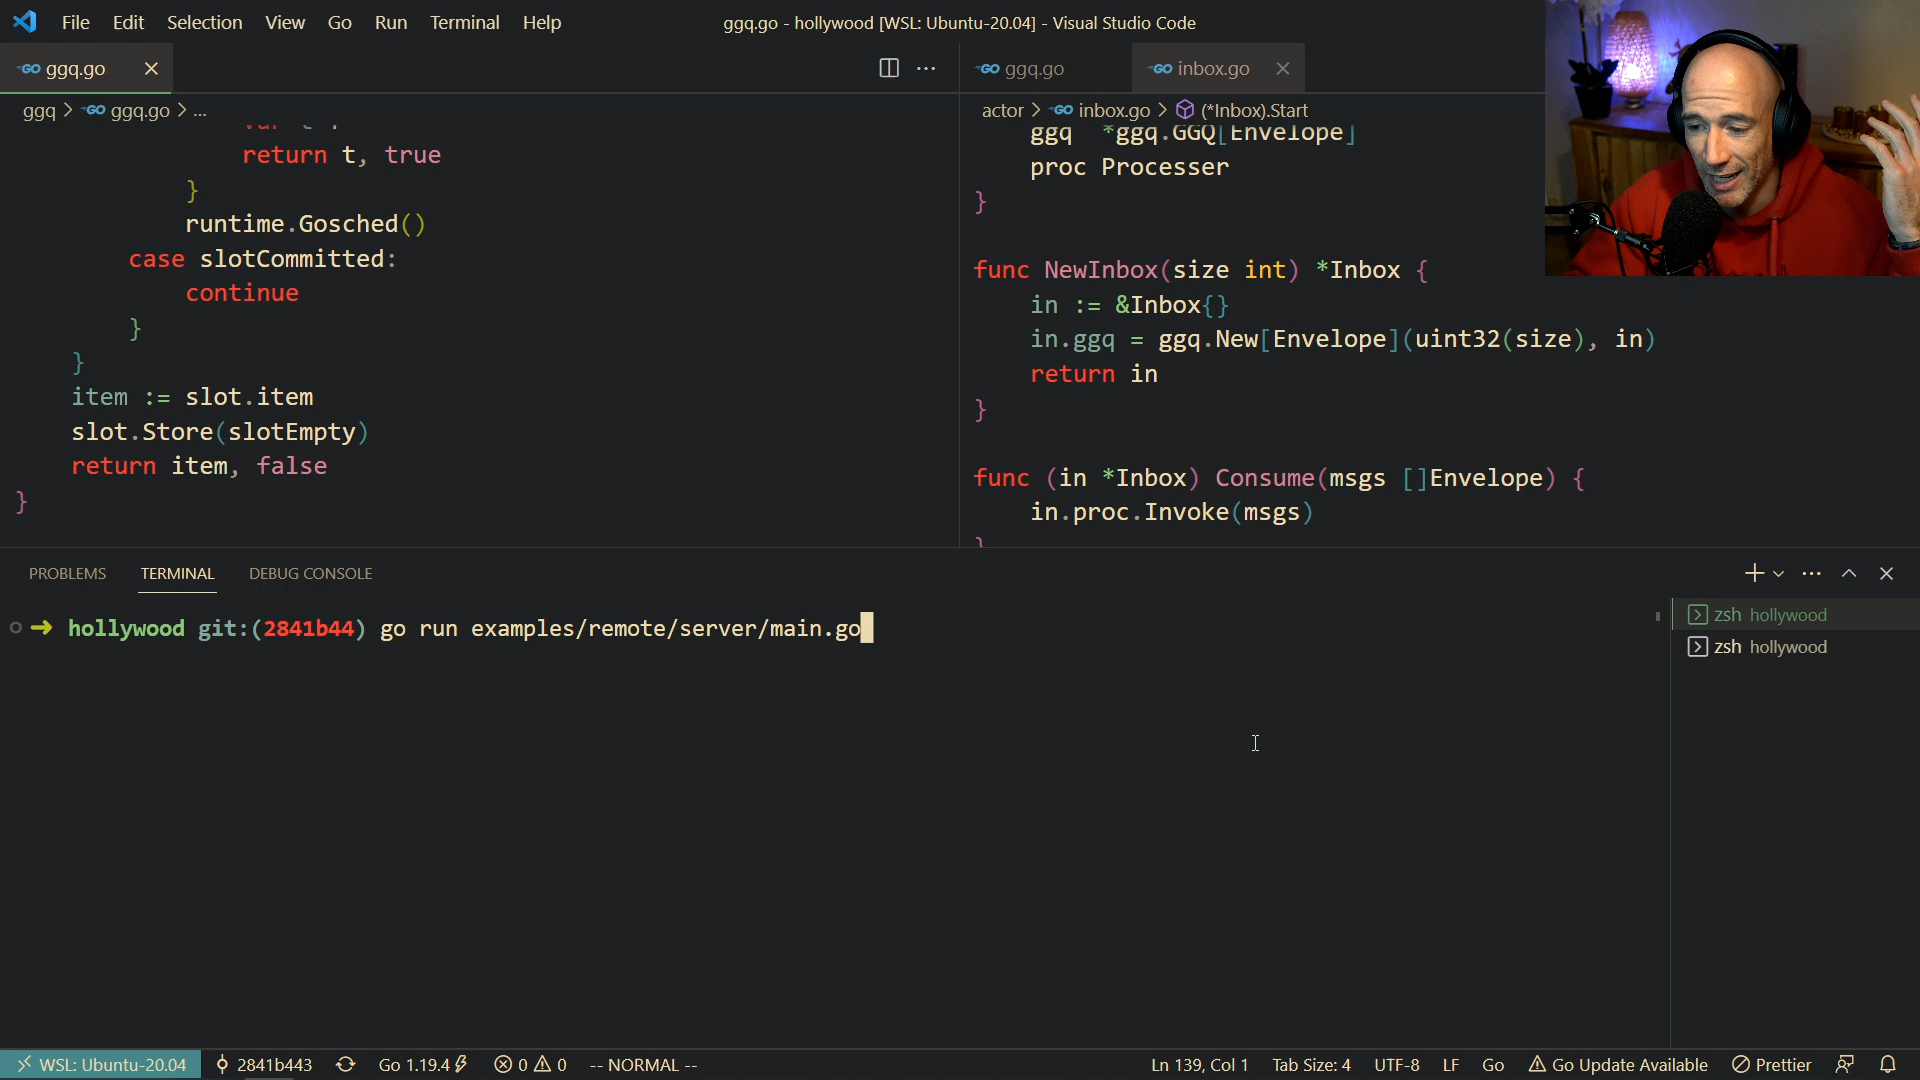 File Edit Selection View Go Run Terminal Help
ggq.go - hollywood [WSL: Ubuntu-20.04] - Visual Studio Code
GO ggq.go
ggq > GO ggq.go > ...
return t, true
}
runtime.Gosched()
case slotCommitted:
continue
}
}
item := slot.item
slot.Store(slotEmpty)
return item, false
}
GO ggq.go GO inbox.go
actor > GO inbox.go > (*Inbox).Start
ggq *ggq.GGQ[Envelope]
proc Processer
}
func NewInbox(size int) *Inbox {
in := &Inbox{}
in.ggq = ggq.New[Envelope](uint32(size), in)
return in
}
func (in *Inbox) Consume(msgs []Envelope) {
in.proc.Invoke(msgs)
}
PROBLEMS TERMINAL DEBUG CONSOLE
➜ hollywood git:(2841b44) go run examples/remote/server/main.go
zsh hollywood
zsh hollywood
WSL: Ubuntu-20.04 2841b443 Go 1.19.4 0 0 -- NORMAL -- Ln 139, Col 1 Tab Size: 4 UTF-8 LF Go Go Update Available Prettier